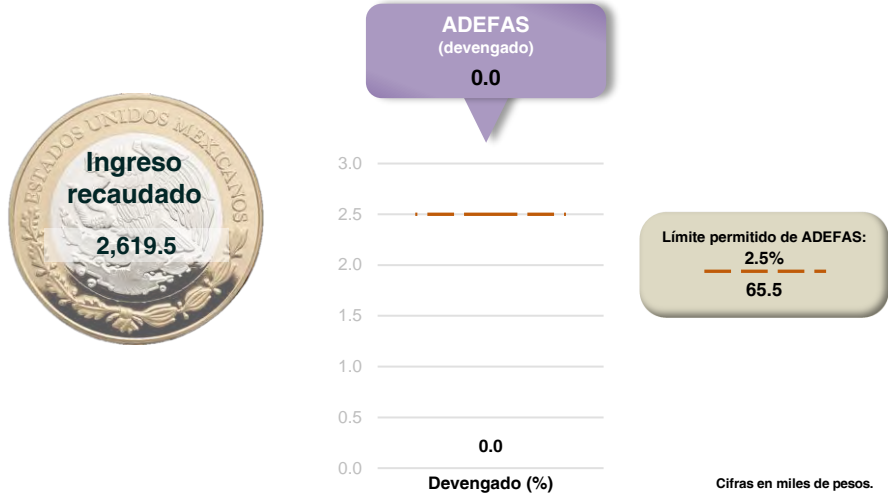 ADEFAS
(devengado)
0.0
ESTADOS UNIDOS MEXICANOS
Ingreso
recaudado
2,619.5
3.0
2.5
2.0
1.5
1.0
0.5
0.0
0.0
Devengado (%)
Límite permitido de ADEFAS:
2.5%
65.5
Cifras en miles de pesos.